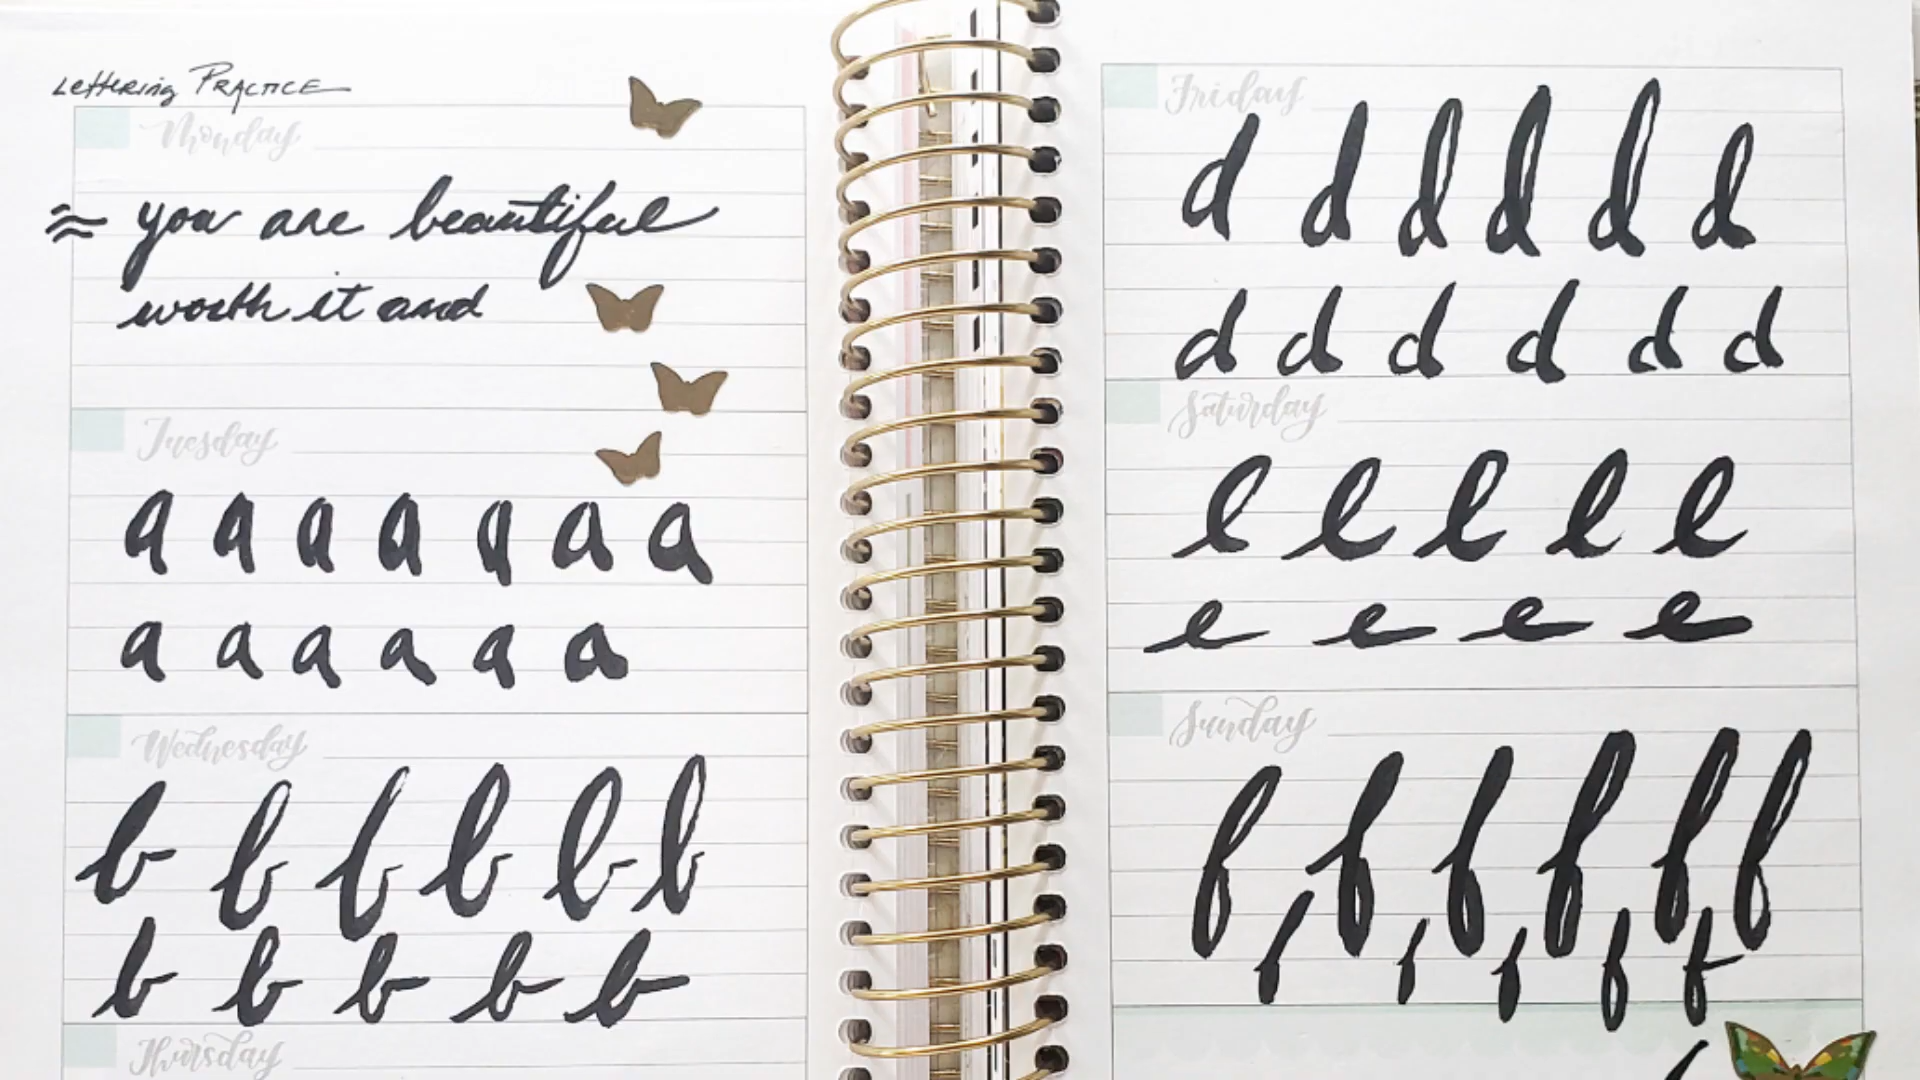 Lettering PRACTICE
Monday
≈ you are beautiful
worth it and
Tuesday
a a a a a a a
a a a a a a
Wednesday
b b b b b b
b b b b b
Thursday
Friday
d d d d d d
d d d d d d
Saturday
e e e e e
e e e e
Sunday
f f f f f f
f f f f f